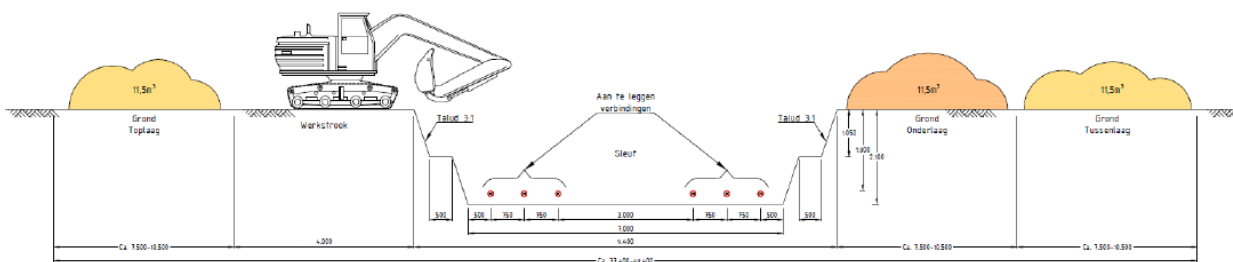 11,5m³
11,5m³
11,5m³
Aan te leggen
verbindingen
Talud 3:1
Talud 3:1
Grond
Toplaag
Werkstrook
Sleuf
Grond
Onderlaag
Grond
Tussenlaag
1.050
1.800
2.100
500
500
750
750
3.000
750
750
500
500
7.000
Ca. 7.500-10.500
4.000
9.400
Ca. 7.500-10.500
Ca. 7.500-10.500
Ca.